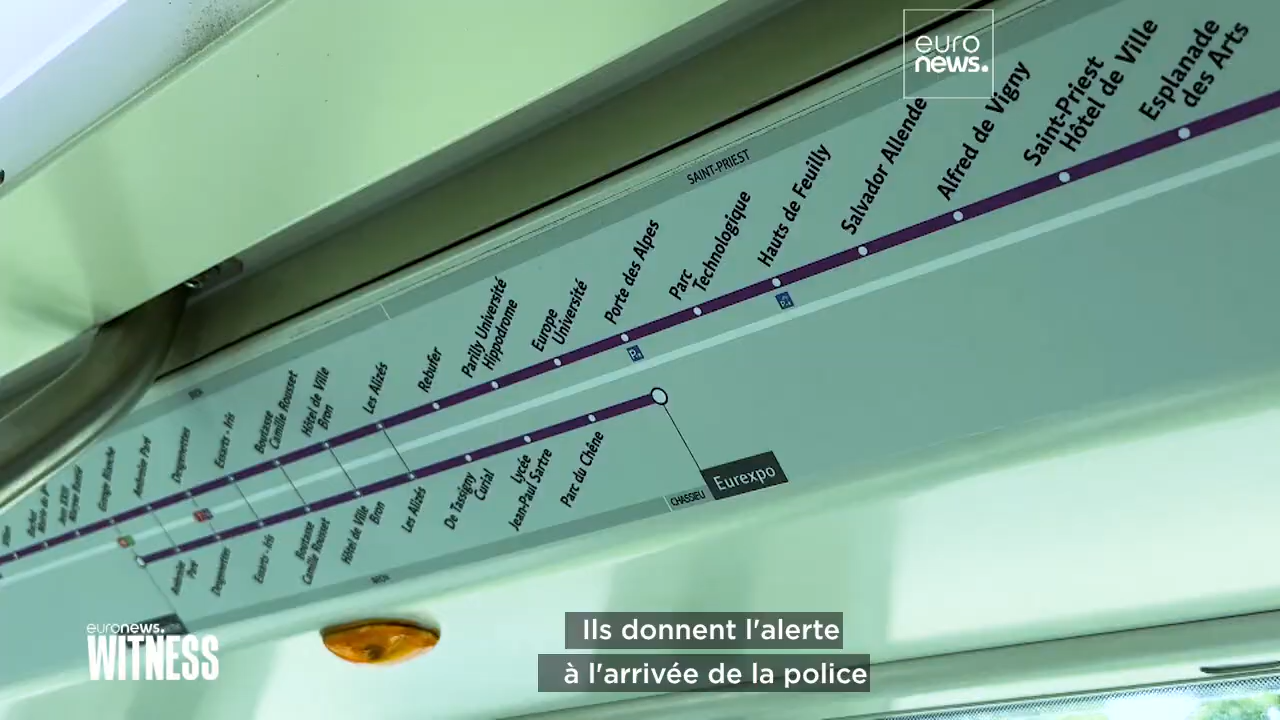 euro
news.
SAINT-PRIEST
Esplanade
des Arts
Saint-Priest
Hôtel de Ville
Alfred de Vigny
Salvador Allende
Hauts de Feuilly
Parc
Technologique
Porte des Alpes
Europe
Université
Parilly Université
Hippodrome
Rebufer
Les Alizés
Hôtel de Ville
Bron
Boutasse
Camille Rousset
Essarts - Iris
Desgenettes
Grange Blanche
BRON
Desgenettes
Essarts - Iris
Boutasse
Camille Rousset
Hôtel de Ville
Bron
Les Alizés
De Tassigny
Curial
Lycée
Jean-Paul Sartre
Parc du Chêne
CHASSIEU
Eurexpo
BRON
euronews.
WITNESS
Ils donnent l'alerte
à l'arrivée de la police